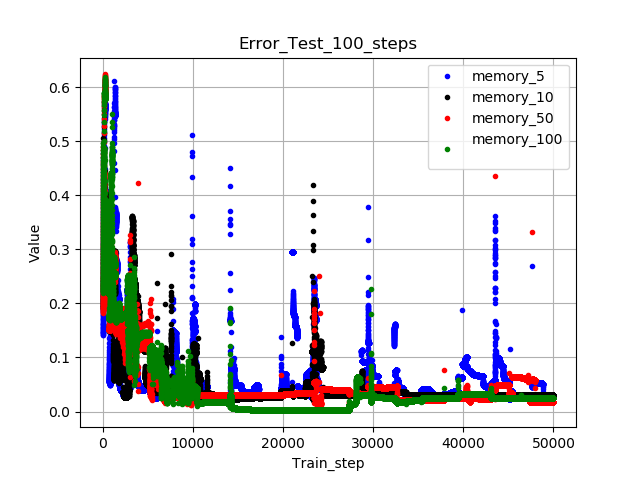 Error_Test_100_steps
memory_5
memory_10
memory_50
memory_100
Value
0.6
0.5
0.4
0.3
0.2
0.1
0.0
0
10000
20000
30000
40000
50000
Train_step